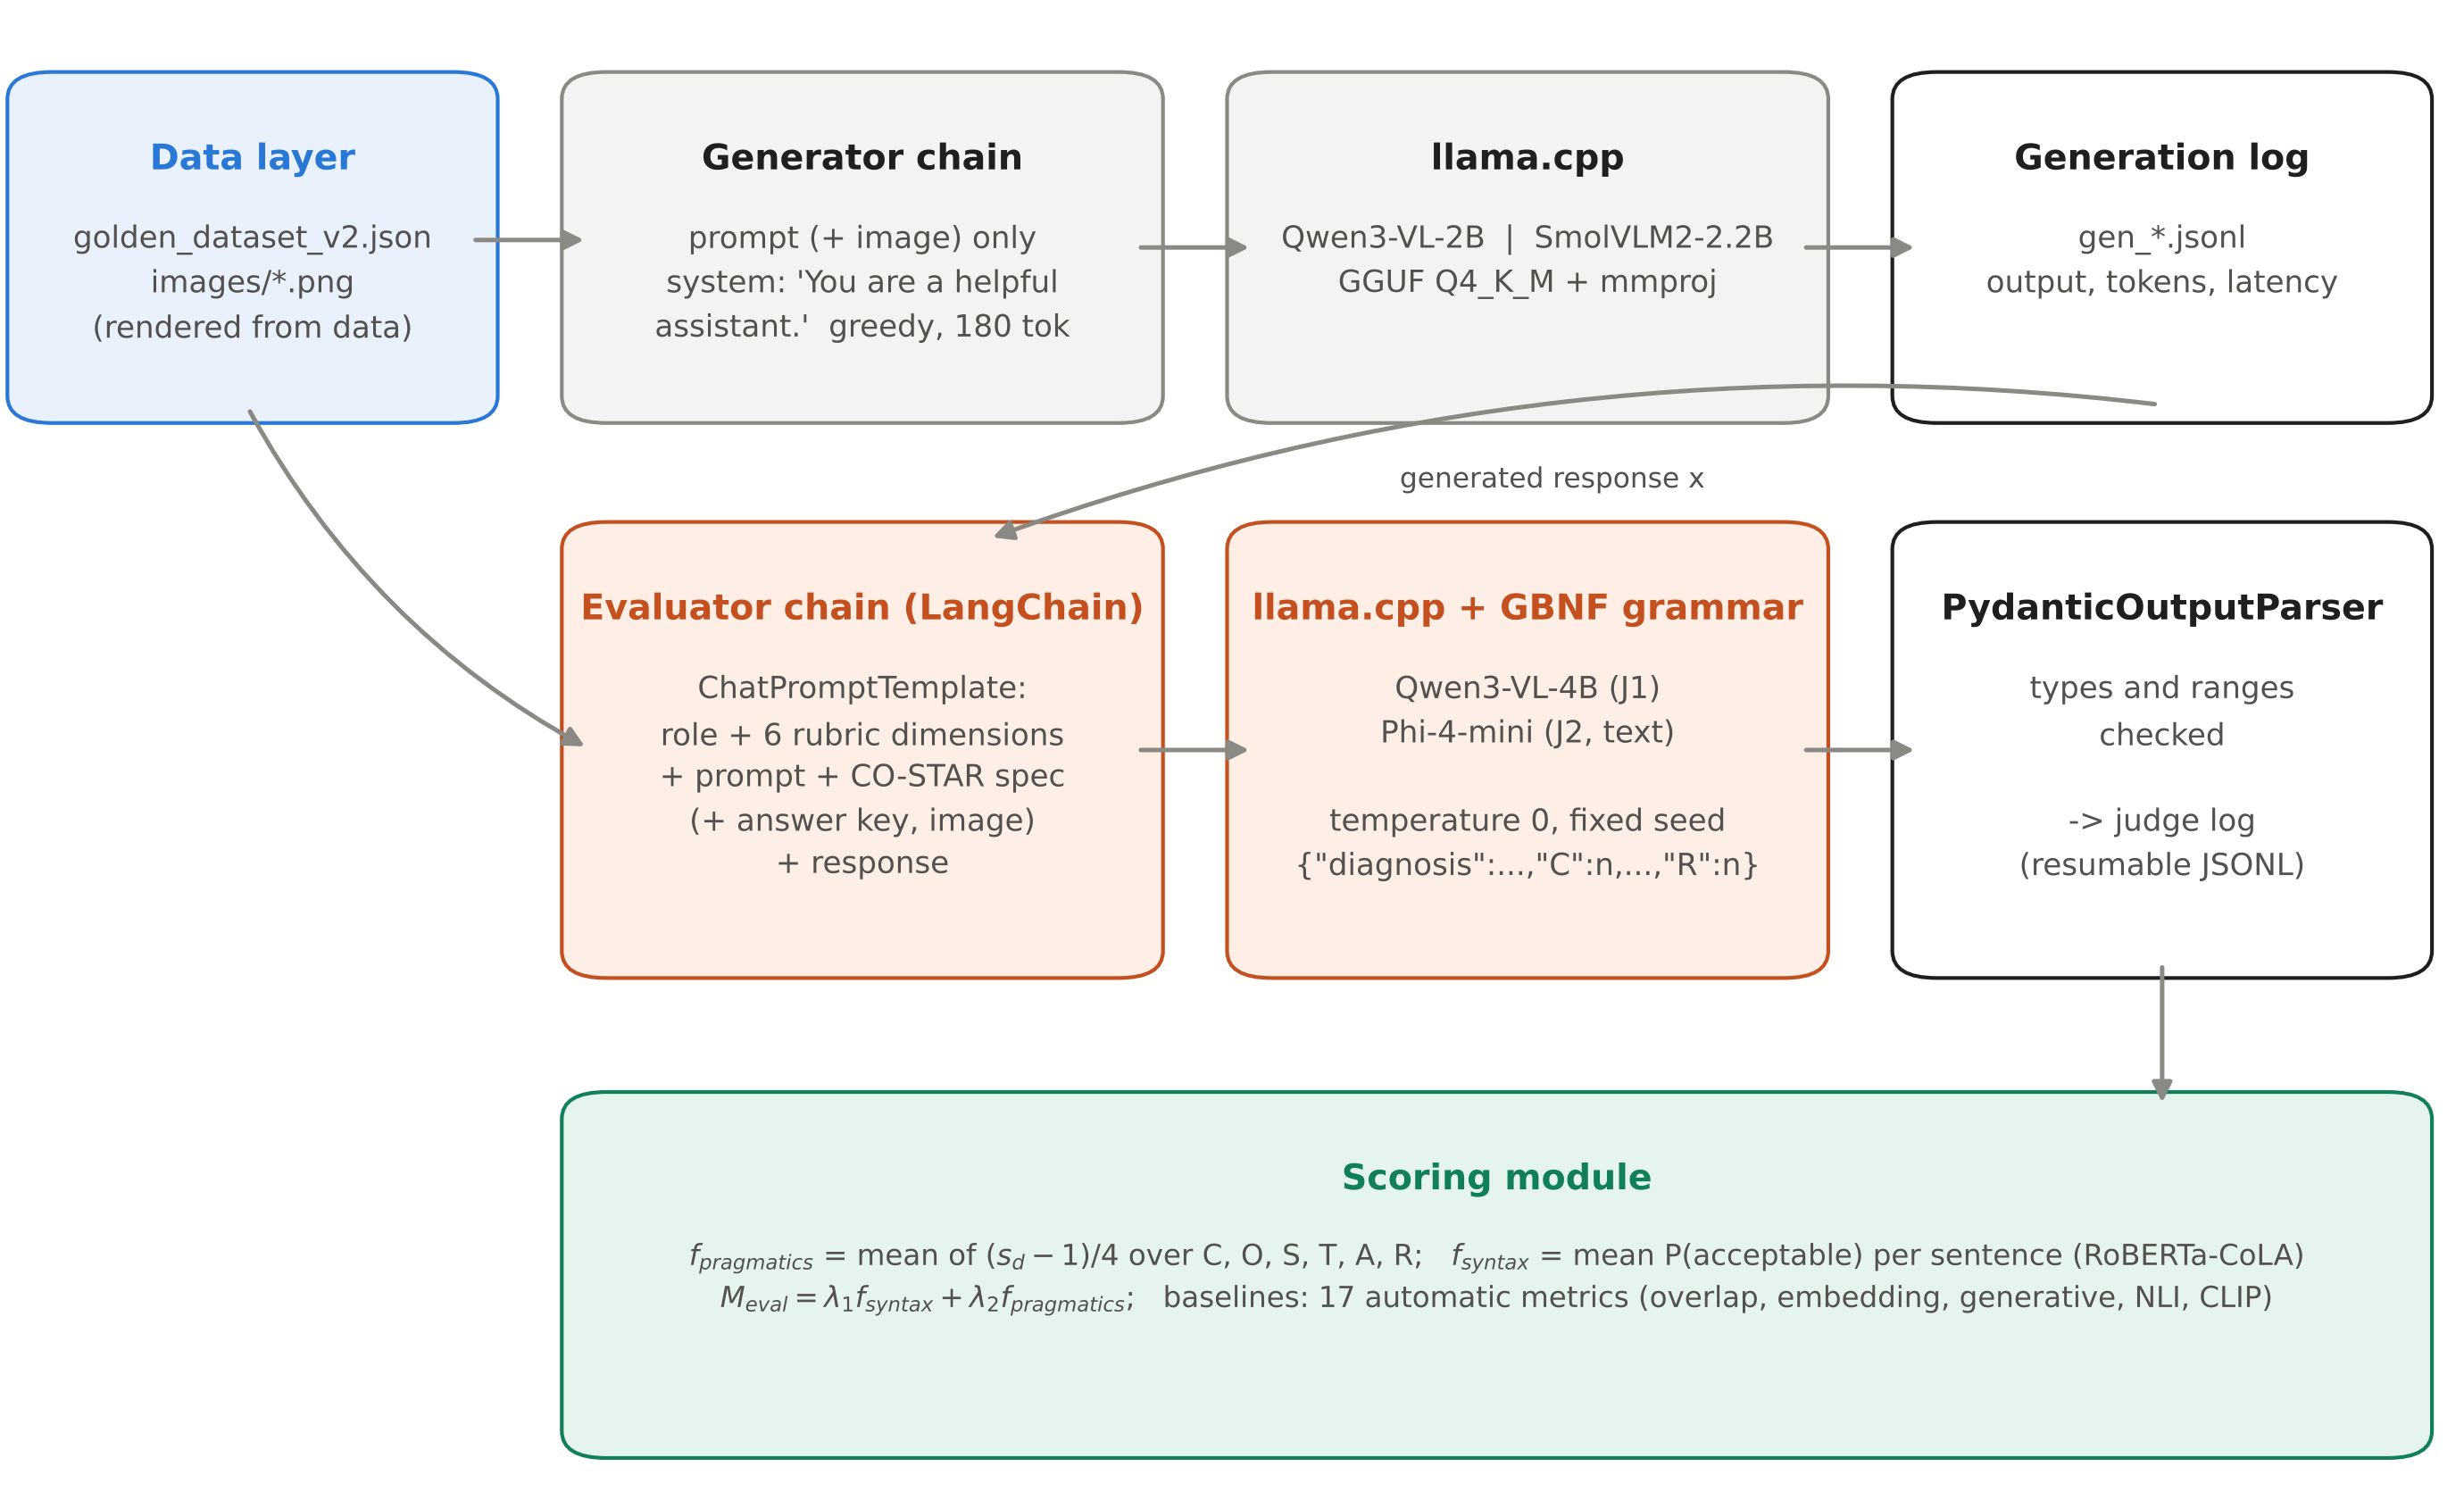 Data layer
golden_dataset_v2.json
images/*.png
(rendered from data)
Generator chain
prompt (+ image) only
system: 'You are a helpful
assistant.'  greedy, 180 tok
llama.cpp
Qwen3-VL-2B  |  SmolVLM2-2.2B
GGUF Q4_K_M + mmproj
Generation log
gen_*.jsonl
output, tokens, latency
generated response x
Evaluator chain (LangChain)
ChatPromptTemplate:
role + 6 rubric dimensions
+ prompt + CO-STAR spec
(+ answer key, image)
+ response
llama.cpp + GBNF grammar
Qwen3-VL-4B (J1)
Phi-4-mini (J2, text)
temperature 0, fixed seed
{"diagnosis":...,"C":n,...,"R":n}
PydanticOutputParser
types and ranges
checked
-> judge log
(resumable JSONL)
Scoring module
f_pragmatics = mean of (s_d − 1)/4 over C, O, S, T, A, R;   f_syntax = mean P(acceptable) per sentence (RoBERTa-CoLA)
M_eval = λ₁f_syntax + λ₂f_pragmatics;   baselines: 17 automatic metrics (overlap, embedding, generative, NLI, CLIP)